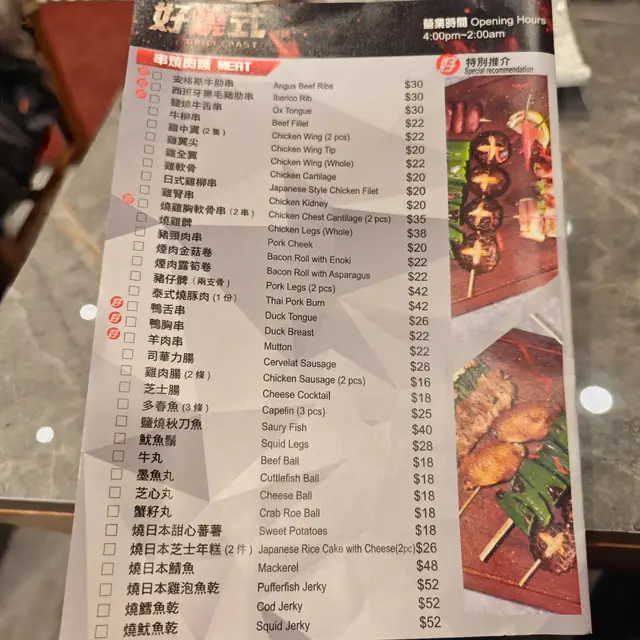 好燒式
GRILL TOAST
營業時間 Opening Hours
4:00pm~2:00am
串燒肉類 MEAT
好 特別推介
Special recommendation
安格斯牛肋串 Angus Beef Ribs $30
西班牙黑毛豬肋串 Iberico Rib $30
鹽燒牛舌串 Ox Tongue $30
牛柳串 Beef Fillet $22
雞中翼 (2 隻) Chicken Wing (2 pcs) $22
雞翼尖 Chicken Wing Tip $20
雞全翼 Chicken Wing (Whole) $22
雞軟骨 Chicken Cartilage $20
日式雞柳串 Japanese Style Chicken Filet $20
雞腎串 Chicken Kidney $20
燒雞胸軟骨串 (2 串) Chicken Chest Cantilage (2 pcs) $35
燒雞髀 Chicken Legs (Whole) $38
豬頸肉串 Pork Cheek $20
煙肉金菇卷 Bacon Roll with Enoki $22
煙肉露筍卷 Bacon Roll with Asparagus $22
豬仔髀 (兩支骨) Pork Legs (2 pcs) $42
泰式燒豚肉 (1 份) Thai Pork Burn $42
鴨舌串 Duck Tongue $26
鴨胸串 Duck Breast $22
羊肉串 Mutton $22
司華力腸 Cervelat Sausage $28
雞肉腸 (2 條) Chicken Sausage (2 pcs) $16
芝士腸 Cheese Cocktail $18
多春魚 (3 條) Capelin (3 pcs) $25
鹽燒秋刀魚 Saury Fish $40
魷魚鬚 Squid Legs $28
牛丸 Beef Ball $18
墨魚丸 Cuttlefish Ball $18
芝心丸 Cheese Ball $18
蟹籽丸 Crab Roe Ball $18
燒日本甜心蕃薯 Sweet Potatoes $18
燒日本芝士年糕 (2 件) Japanese Rice Cake with Cheese(2pc) $26
燒日本鯖魚 Mackerel $48
燒日本雞泡魚乾 Pufferfish Jerky $52
燒鱈魚乾 Cod Jerky $52
燒魷魚乾 Squid Jerky $52